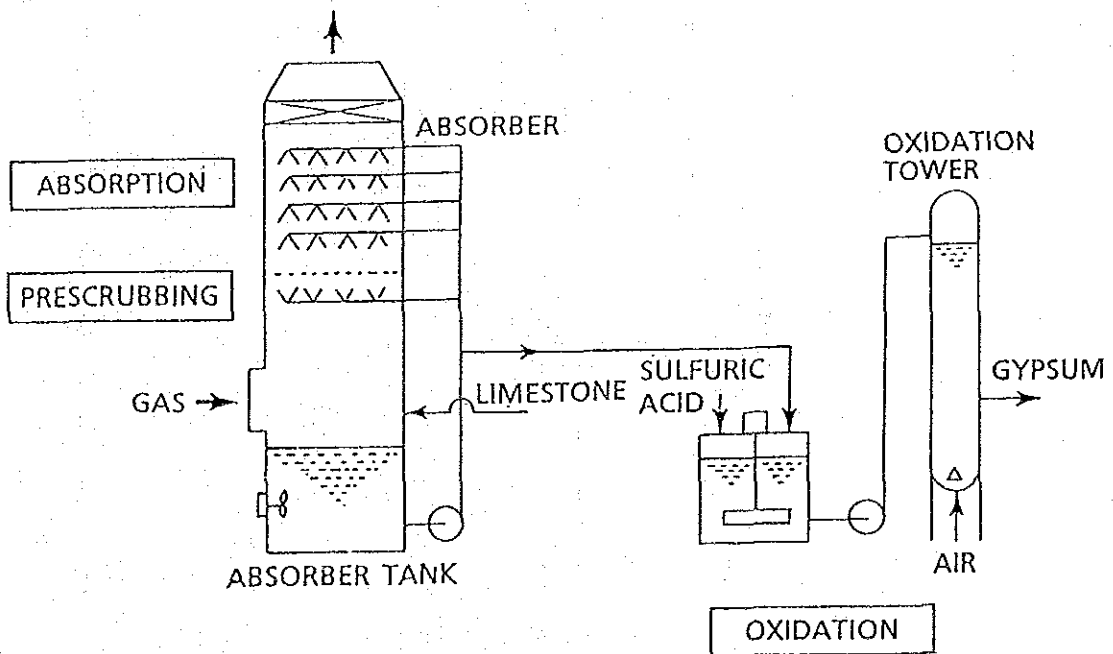 ABSORBER
OXIDATION
TOWER
ABSORPTION
PRESCRUBBING
SULFURIC
ACID
GYPSUM
GAS
LIMESTONE
AIR
ABSORBER TANK
OXIDATION